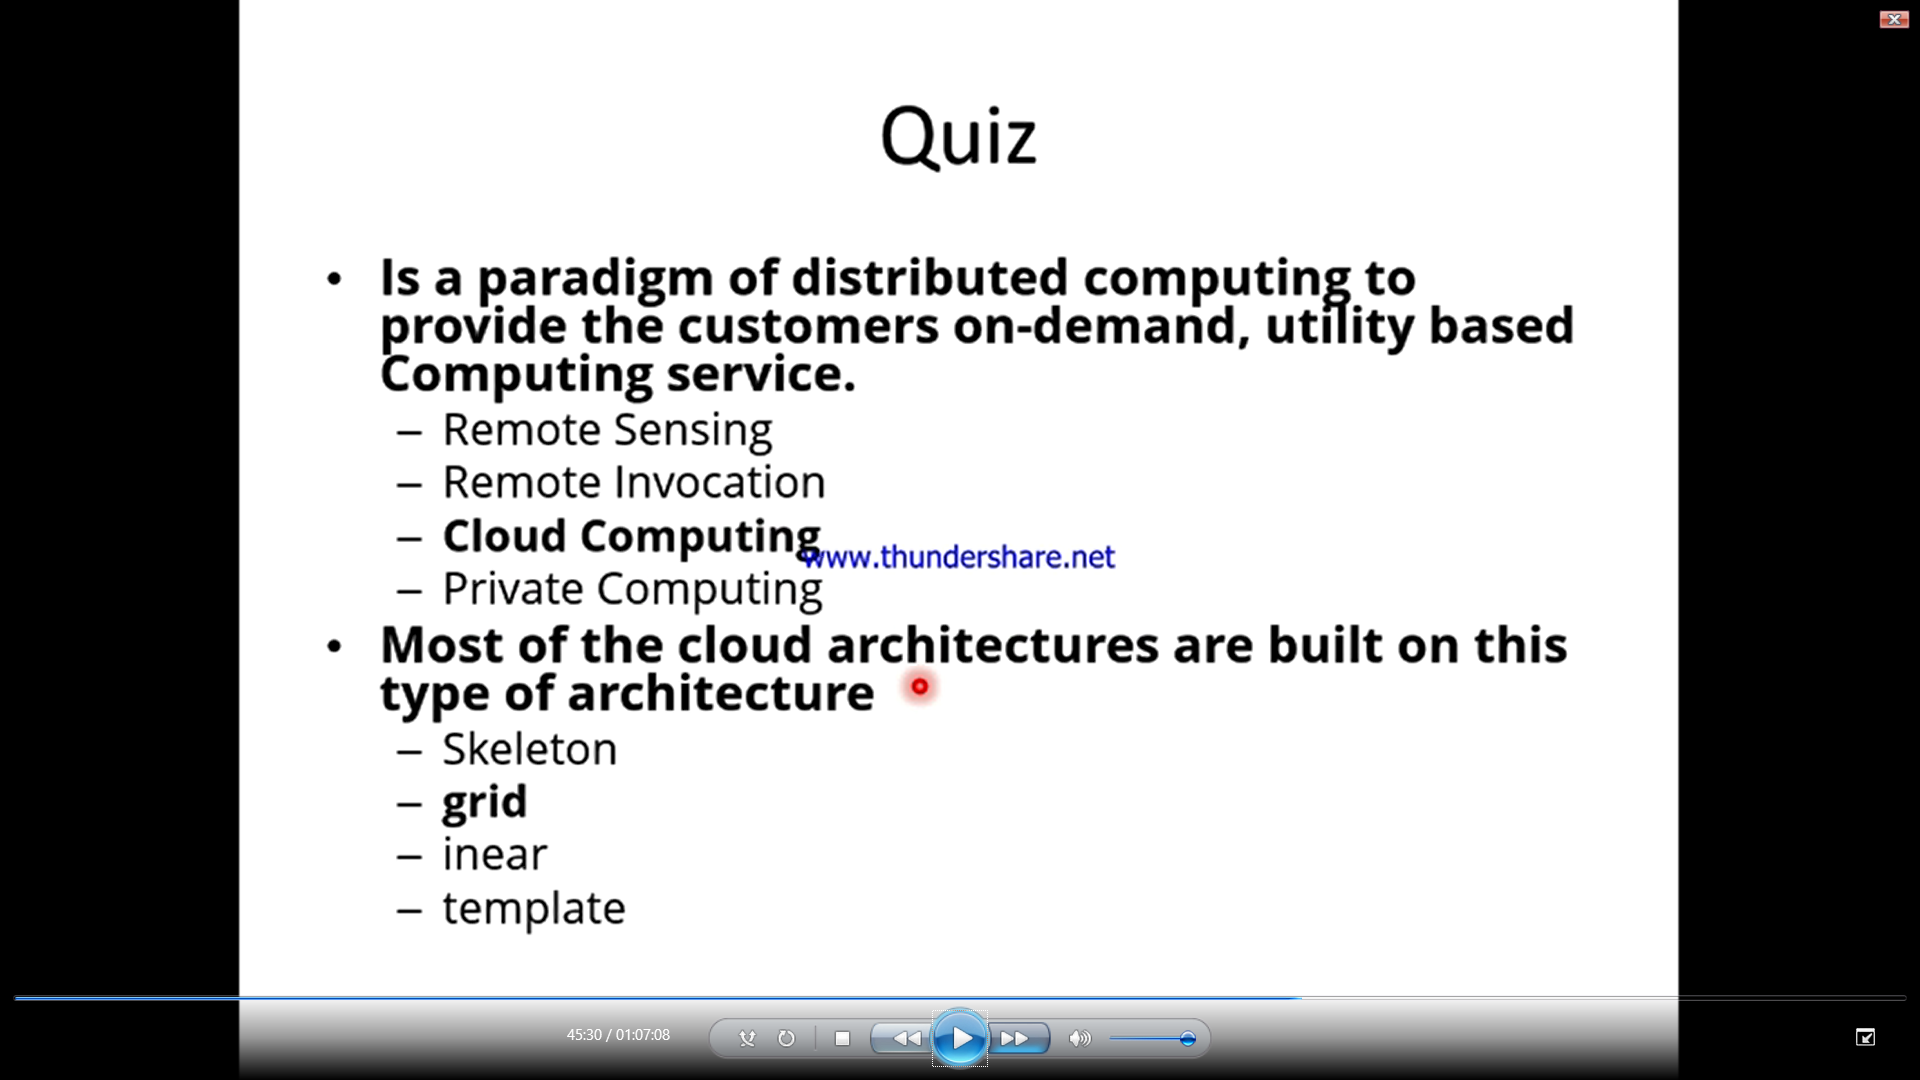 Quiz
• Is a paradigm of distributed computing to
provide the customers on-demand, utility based
Computing service.
– Remote Sensing
– Remote Invocation
– Cloud Computing
www.thundershare.net
– Private Computing
• Most of the cloud architectures are built on this
type of architecture
– Skeleton
– grid
– inear
– template
45:30 / 01:07:08